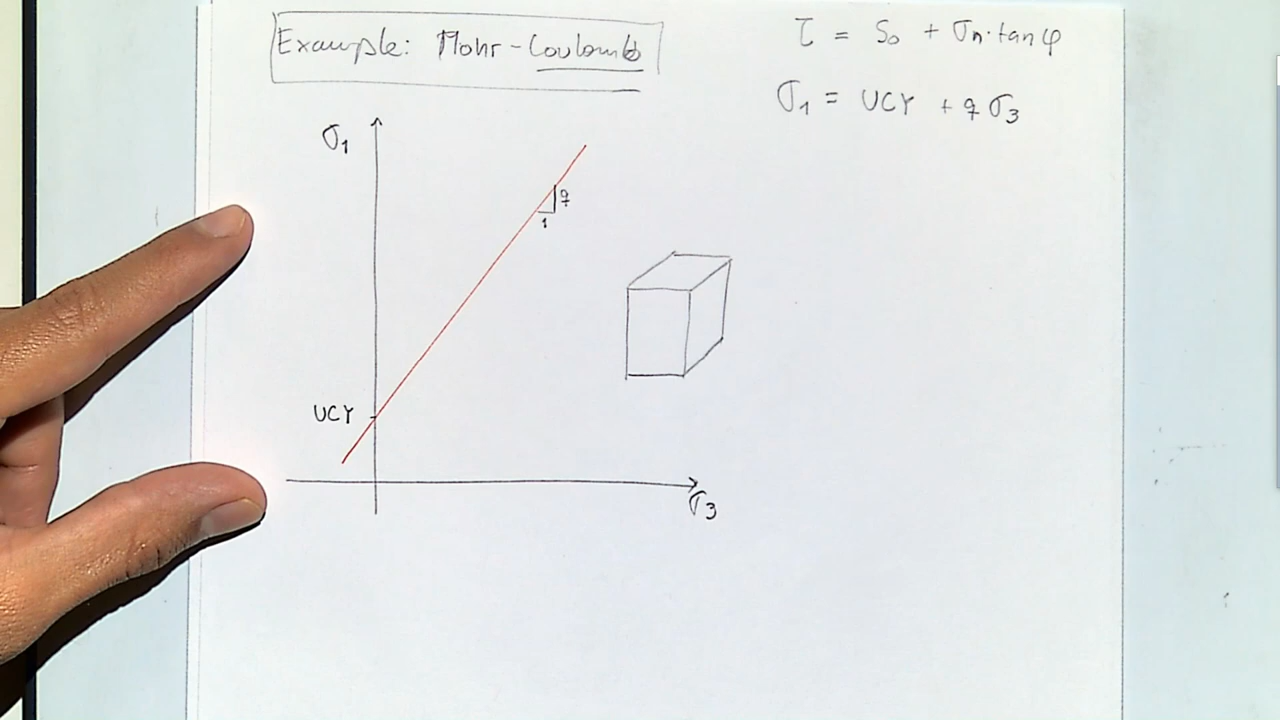 Example: Mohr-Coulomb
τ = S₀ + σn·tanφ
σ₁ = UCY + q σ₃
σ₁
q
1
UCY
σ₃